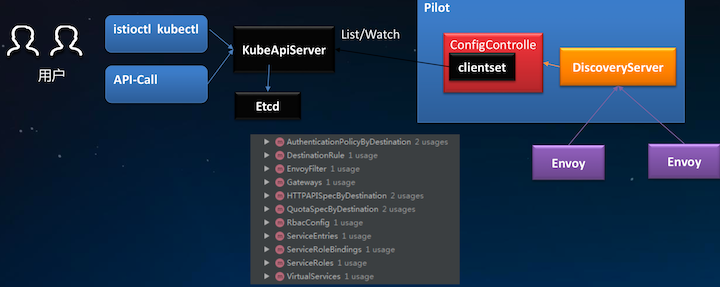 Pilot
istioctl kubectl
List/Watch
ConfigControlle
KubeApiServer
clientset
DiscoveryServer
用户
API-Call
Etcd
Envoy
Envoy
AuthenticationPolicyByDestination 2 usages
DestinationRule 1 usage
EnvoyFilter 1 usage
Gateways 1 usage
HTTPAPISpecByDestination 2 usages
QuotaSpecByDestination 2 usages
RbacConfig 1 usage
ServiceEntries 1 usage
ServiceRoleBindings 1 usage
ServiceRoles 1 usage
VirtualServices 1 usage